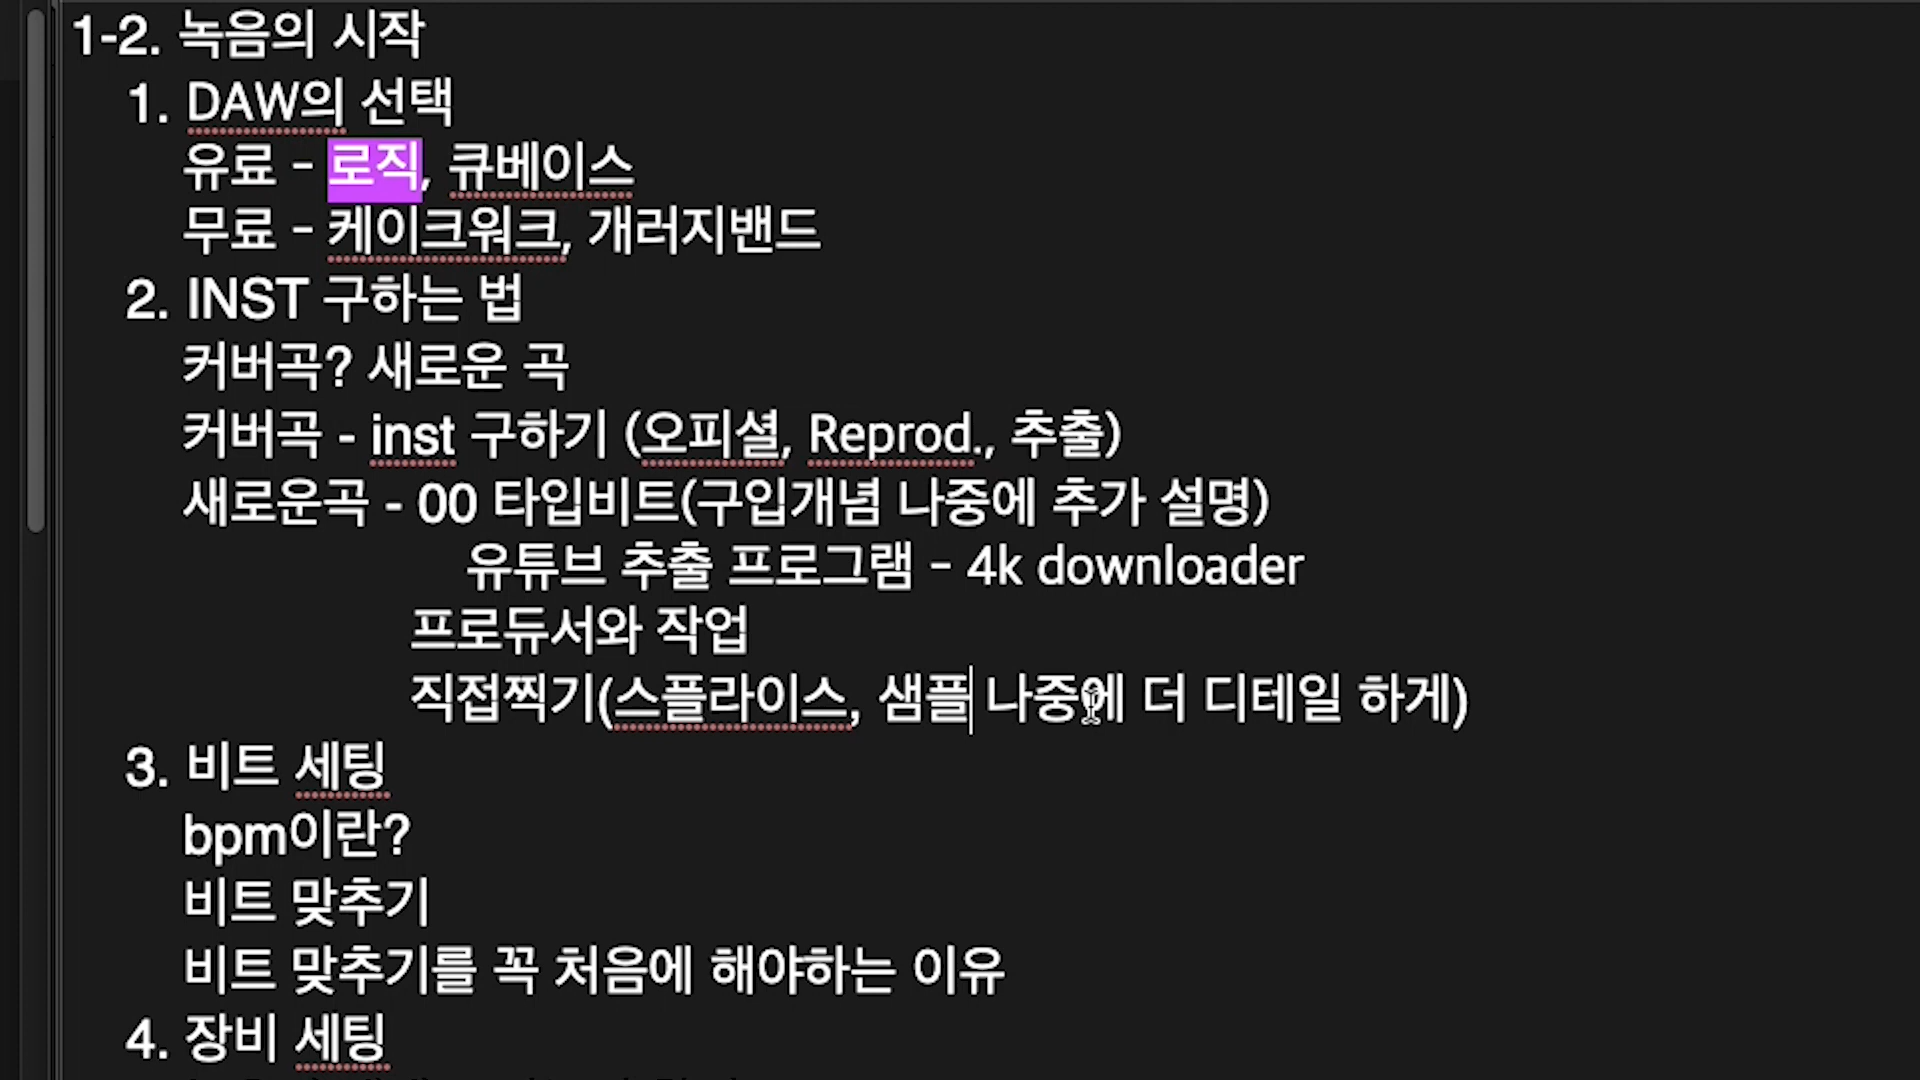 1-2. 녹음의 시작
1. DAW의 선택
유료 - 로직, 큐베이스
무료 - 케이크워크, 개러지밴드
2. INST 구하는 법
커버곡? 새로운 곡
커버곡 - inst 구하기 (오피셜, Reprod., 추출)
새로운곡 - 00 타입비트(구입개념 나중에 추가 설명)
유튜브 추출 프로그램 - 4k downloader
프로듀서와 작업
직접찍기(스플라이스, 샘플 나중에 더 디테일 하게)
3. 비트 세팅
bpm이란?
비트 맞추기
비트 맞추기를 꼭 처음에 해야하는 이유
4. 장비 세팅